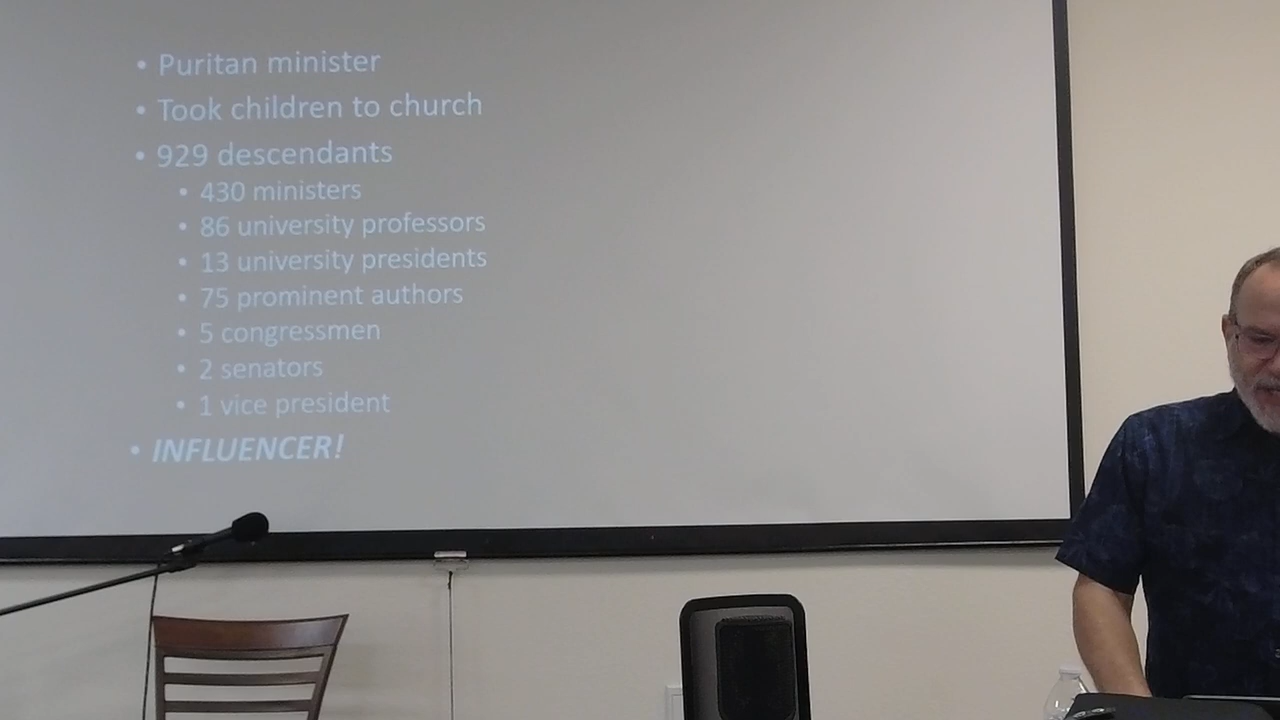 • Puritan minister
• Took children to church
• 929 descendants
• 430 ministers
• 86 university professors
• 13 university presidents
• 75 prominent authors
• 5 congressmen
• 2 senators
• 1 vice president
• INFLUENCER!